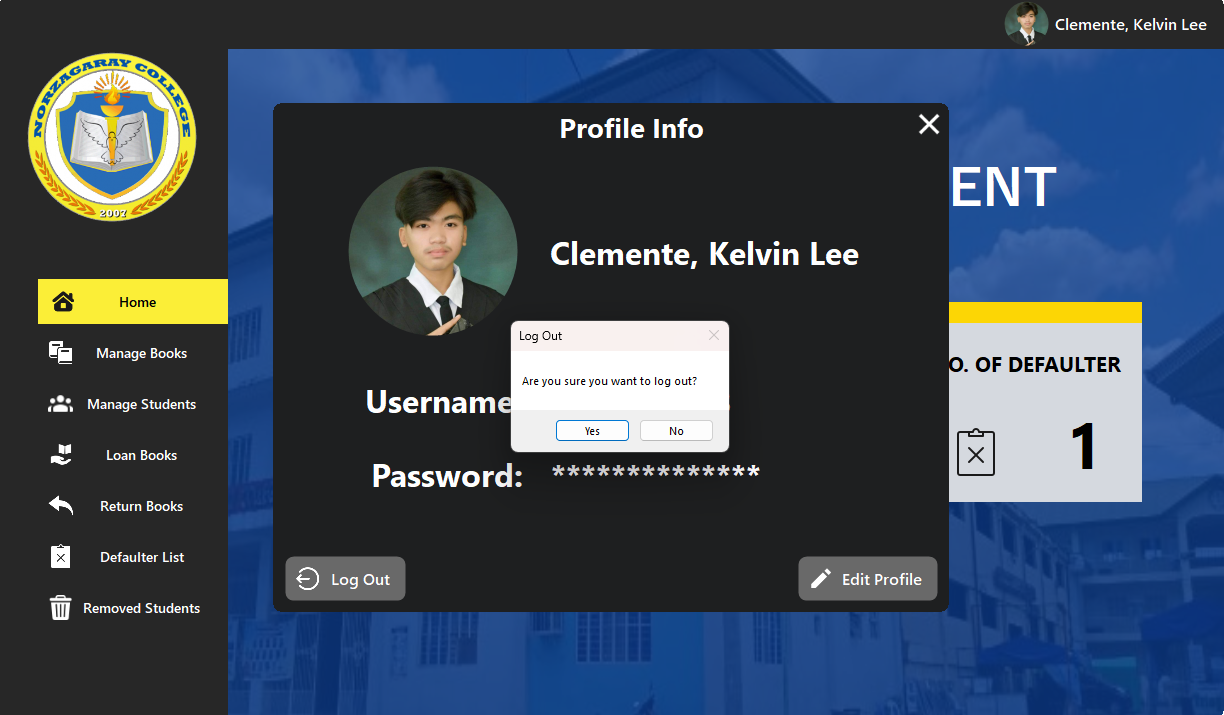 Clemente, Kelvin Lee
NORZAGARAY COLLEGE
2007
Profile Info
ENT
Clemente, Kelvin Lee
Home
Manage Books
Manage Students
Loan Books
Return Books
Defaulter List
Removed Students
Log Out
Are you sure you want to log out?
Yes
No
O. OF DEFAULTER
1
Username
Password:
**************
Log Out
Edit Profile